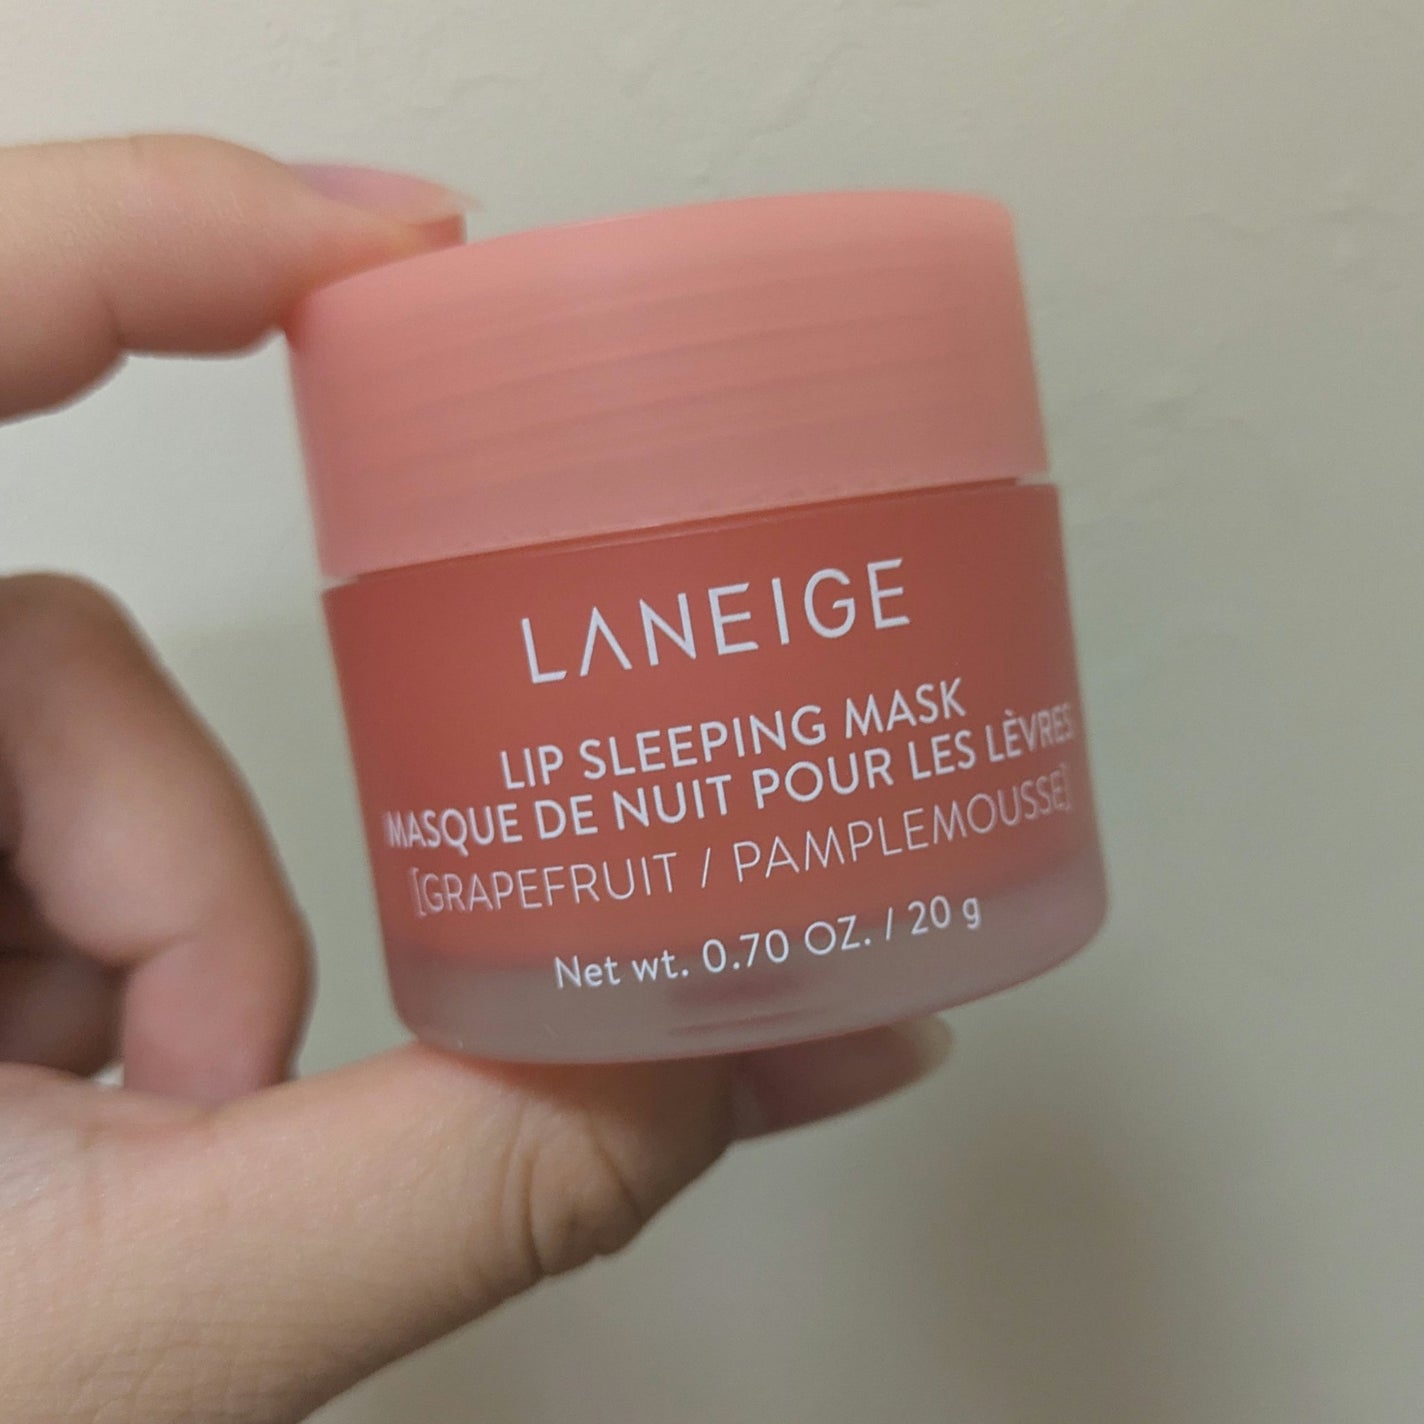 LANEIGE
LIP SLEEPING MASK
MASQUE DE NUIT POUR LES LÈVRES
[GRAPEFRUIT / PAMPLEMOUSSE]
Net wt. 0.70 OZ. / 20 g